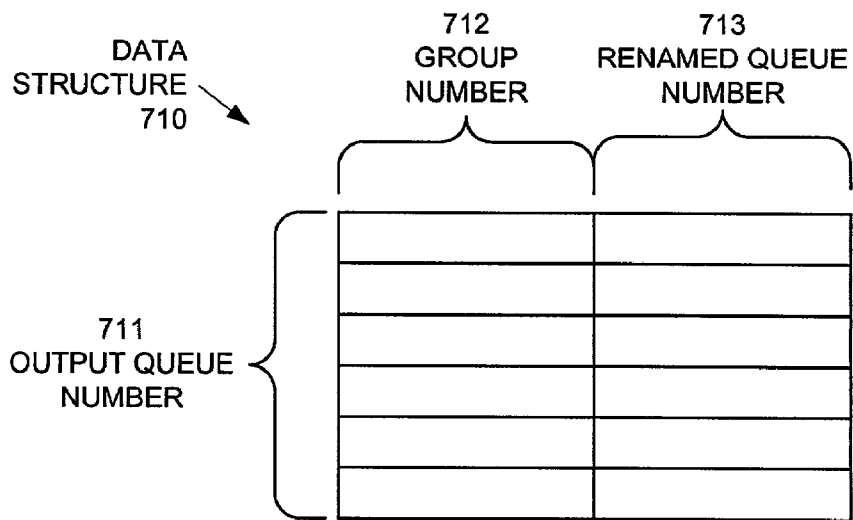 DATA
STRUCTURE
710
712
GROUP
NUMBER
713
RENAMED QUEUE
NUMBER
711
OUTPUT QUEUE
NUMBER